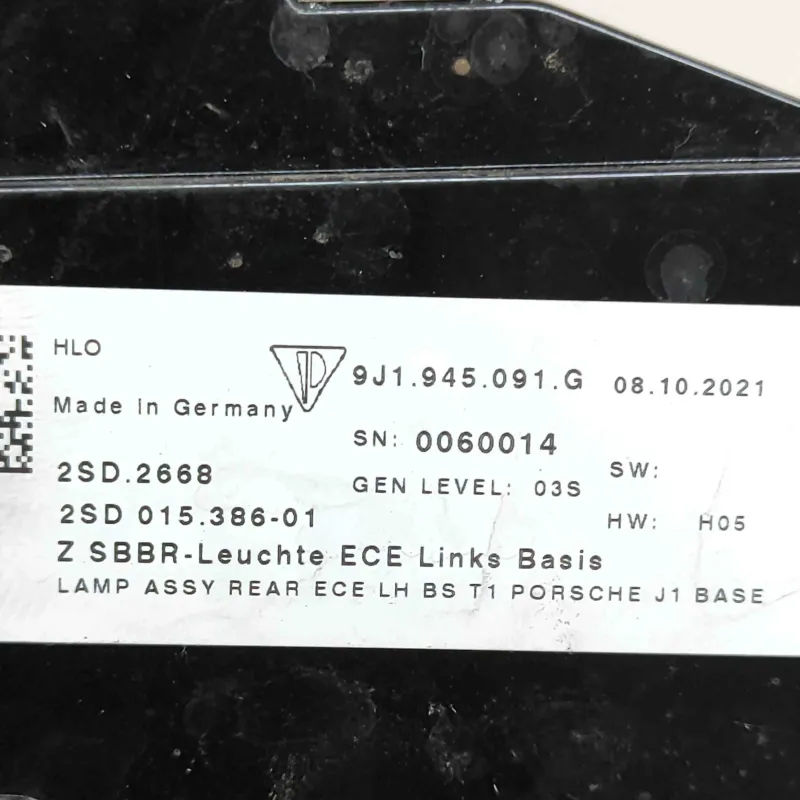 HLO
9J1.945.091.G 08.10.2021
Made in Germany
SN: 0060014
SW:
2SD.2668
GEN LEVEL: 03S
2SD 015.386-01
HW: H05
Z SBBR-Leuchte ECE Links Basis
LAMP ASSY REAR ECE LH BS T1 PORSCHE J1 BASE